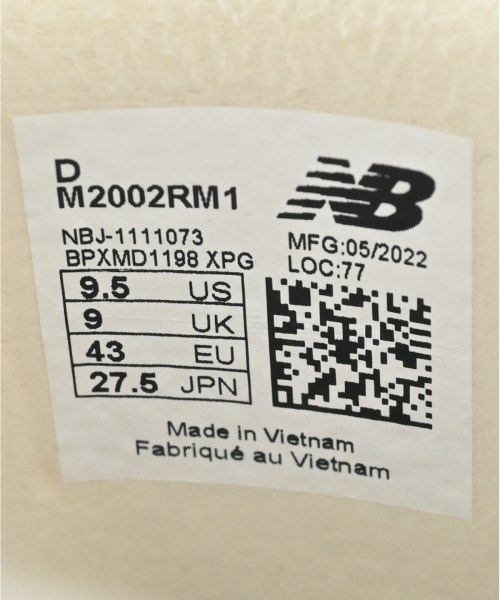 D
M2002RM1
NB
NBJ-1111073
BPXMD1198 XPG
MFG:05/2022
LOC:77
9.5 US
9 UK
43 EU
27.5 JPN
Made in Vietnam
Fabriqué au Vietnam